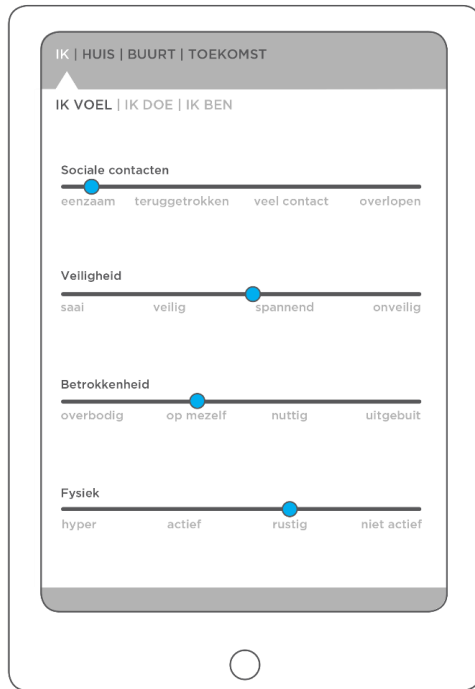 IK | HUIS | BUURT | TOEKOMST
IK VOEL | IK DOE | IK BEN
Sociale contacten
eenzaam teruggetrokken veel contact overlopen
Veiligheid
saai veilig spannend onveilig
Betrokkenheid
overbodig op mezelf nuttig uitgebuit
Fysiek
hyper actief rustig niet actief